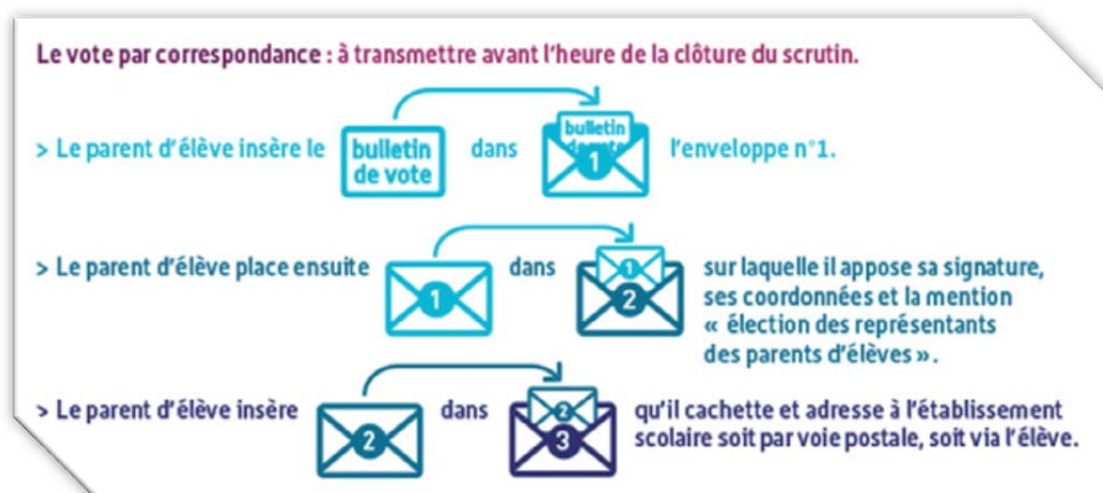 Le vote par correspondance : à transmettre avant l'heure de la clôture du scrutin.
> Le parent d'élève insère le bulletin de vote dans bulletin de vote 1 l'enveloppe n°1.
> Le parent d'élève place ensuite 1 dans 1 2 sur laquelle il appose sa signature,
ses coordonnées et la mention
« élection des représentants
des parents d'élèves ».
> Le parent d'élève insère 2 dans 2 3 qu'il cachette et adresse à l'établissement
scolaire soit par voie postale, soit via l'élève.